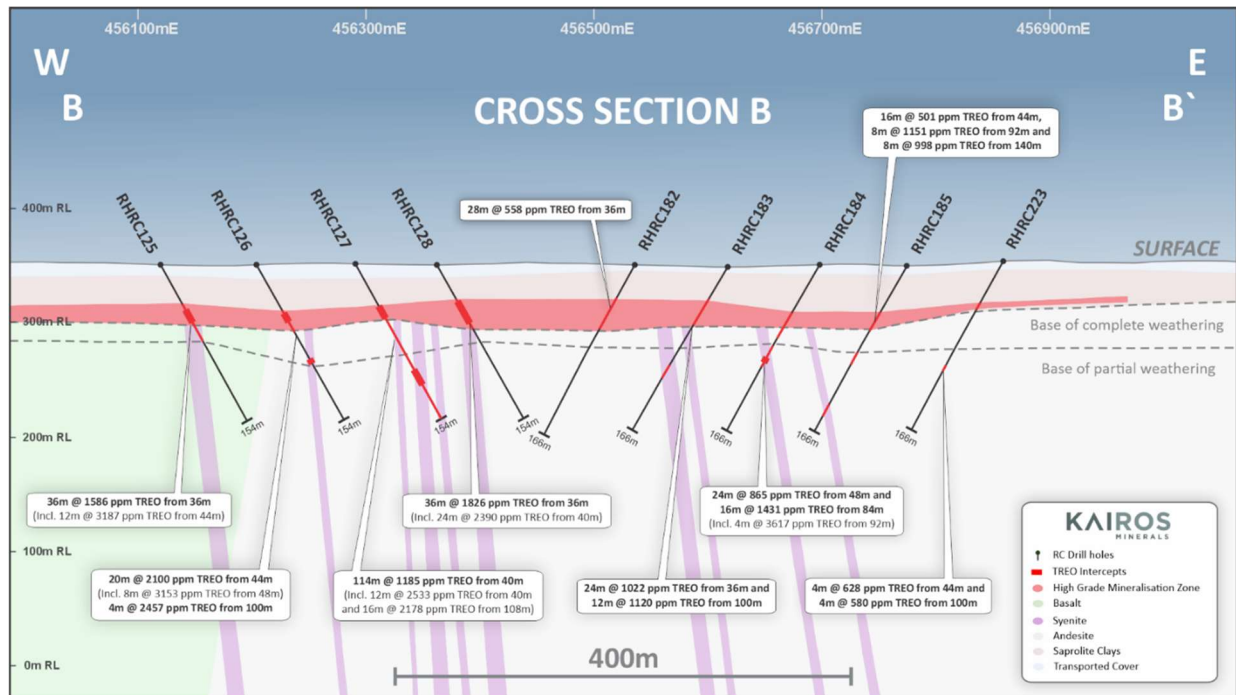 456100mE
456300mE
456500mE
456700mE
456900mE
W
E
B
CROSS SECTION B
B`
16m @ 501 ppm TREO from 44m,
8m @ 1151 ppm TREO from 92m and
8m @ 998 ppm TREO from 140m
400m RL
RHRC125
RHRC126
RHRC127
RHRC128
28m @ 558 ppm TREO from 36m
RHRC182
RHRC183
RHRC184
RHRC185
RHRC223
SURFACE
300m RL
Base of complete weathering
Base of partial weathering
200m RL
154m
154m
154m
154m
166m
166m
166m
166m
166m
36m @ 1586 ppm TREO from 36m
(Incl. 12m @ 3187 ppm TREO from 44m)
36m @ 1826 ppm TREO from 36m
(Incl. 24m @ 2390 ppm TREO from 40m)
24m @ 865 ppm TREO from 48m and
16m @ 1431 ppm TREO from 84m
(Incl. 4m @ 3617 ppm TREO from 92m)
100m RL
20m @ 2100 ppm TREO from 44m
(Incl. 8m @ 3153 ppm TREO from 48m)
4m @ 2457 ppm TREO from 100m
114m @ 1185 ppm TREO from 40m
(Incl. 12m @ 2533 ppm TREO from 40m
and 16m @ 2178 ppm TREO from 108m)
24m @ 1022 ppm TREO from 36m and
12m @ 1120 ppm TREO from 100m
4m @ 628 ppm TREO from 44m and
4m @ 580 ppm TREO from 100m
0m RL
400m
KAIROS
MINERALS
RC Drill holes
TREO Intercepts
High Grade Mineralisation Zone
Basalt
Syenite
Andesite
Saprolite Clays
Transported Cover